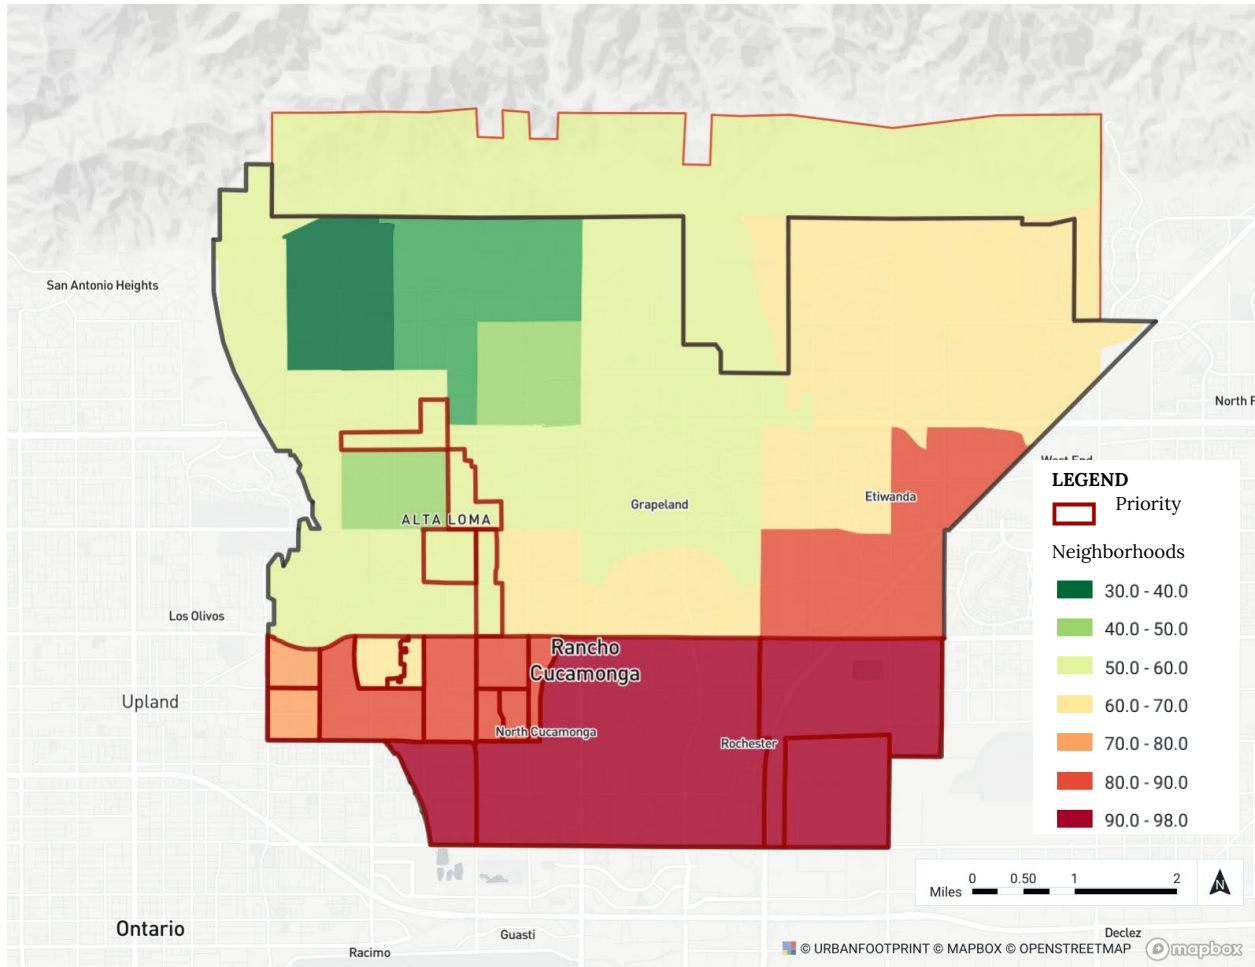 San Antonio Heights
North F
LEGEND
Priority
Etiwanda
Grapeland
ALTA LOMA
Neighborhoods
30.0 - 40.0
Los Olivos
40.0 - 50.0
Rancho
Cucamonga
50.0 - 60.0
Upland
60.0 - 70.0
North Cucamonga
Rochester
70.0 - 80.0
80.0 - 90.0
90.0 - 98.0
0 0.50 1 2
Miles
N
Ontario
Guasti
Declez
Racimo
© URBANFOOTPRINT © MAPBOX © OPENSTREETMAP
mapbox